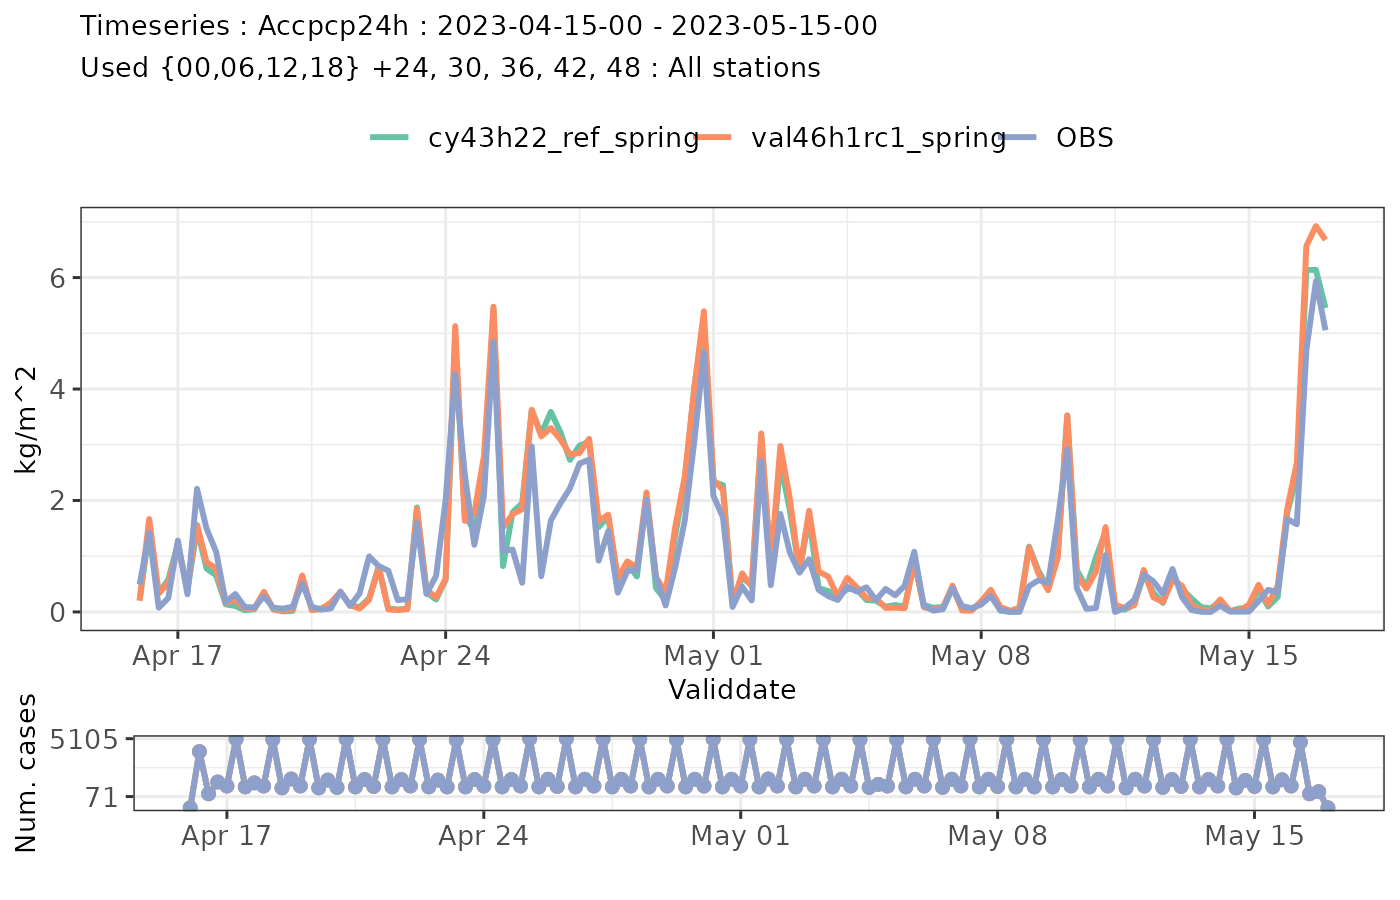 Timeseries : Accpcp24h : 2023-04-15-00 - 2023-05-15-00
Used {00,06,12,18} +24, 30, 36, 42, 48 : All stations
cy43h22_ref_spring val46h1rc1_spring OBS
kg/m^2
6
4
2
0
Apr 17 Apr 24 May 01 May 08 May 15
Validdate
Num. cases
5105
71
Apr 17 Apr 24 May 01 May 08 May 15